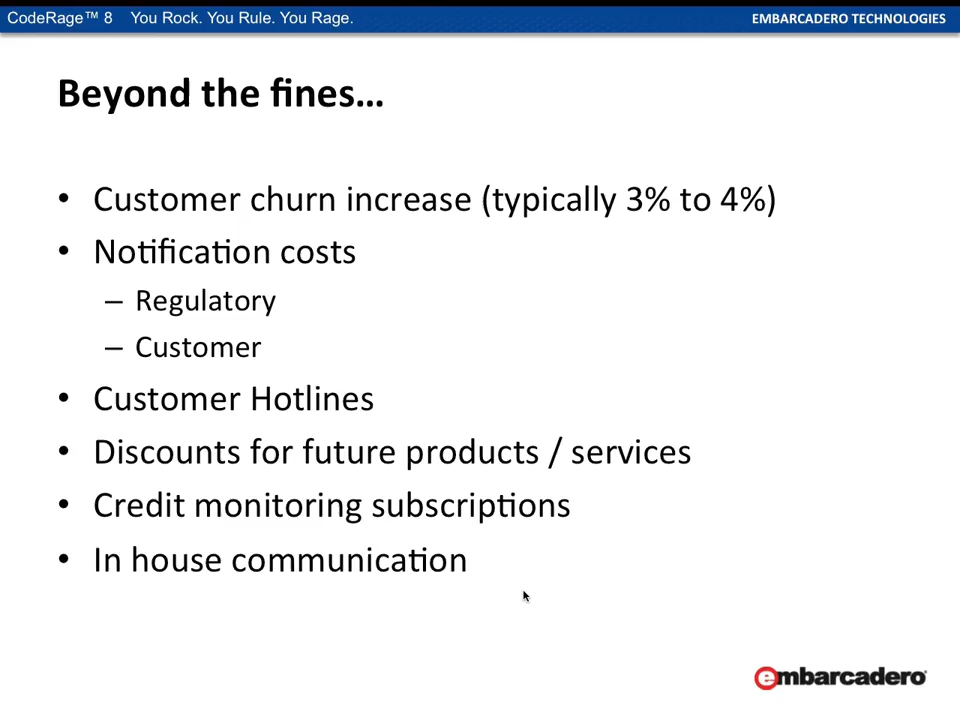 CodeRage™ 8 You Rock. You Rule. You Rage.
EMBARCADERO TECHNOLOGIES
Beyond the fines...
• Customer churn increase (typically 3% to 4%)
• Notification costs
– Regulatory
– Customer
• Customer Hotlines
• Discounts for future products / services
• Credit monitoring subscriptions
• In house communication
embarcadero